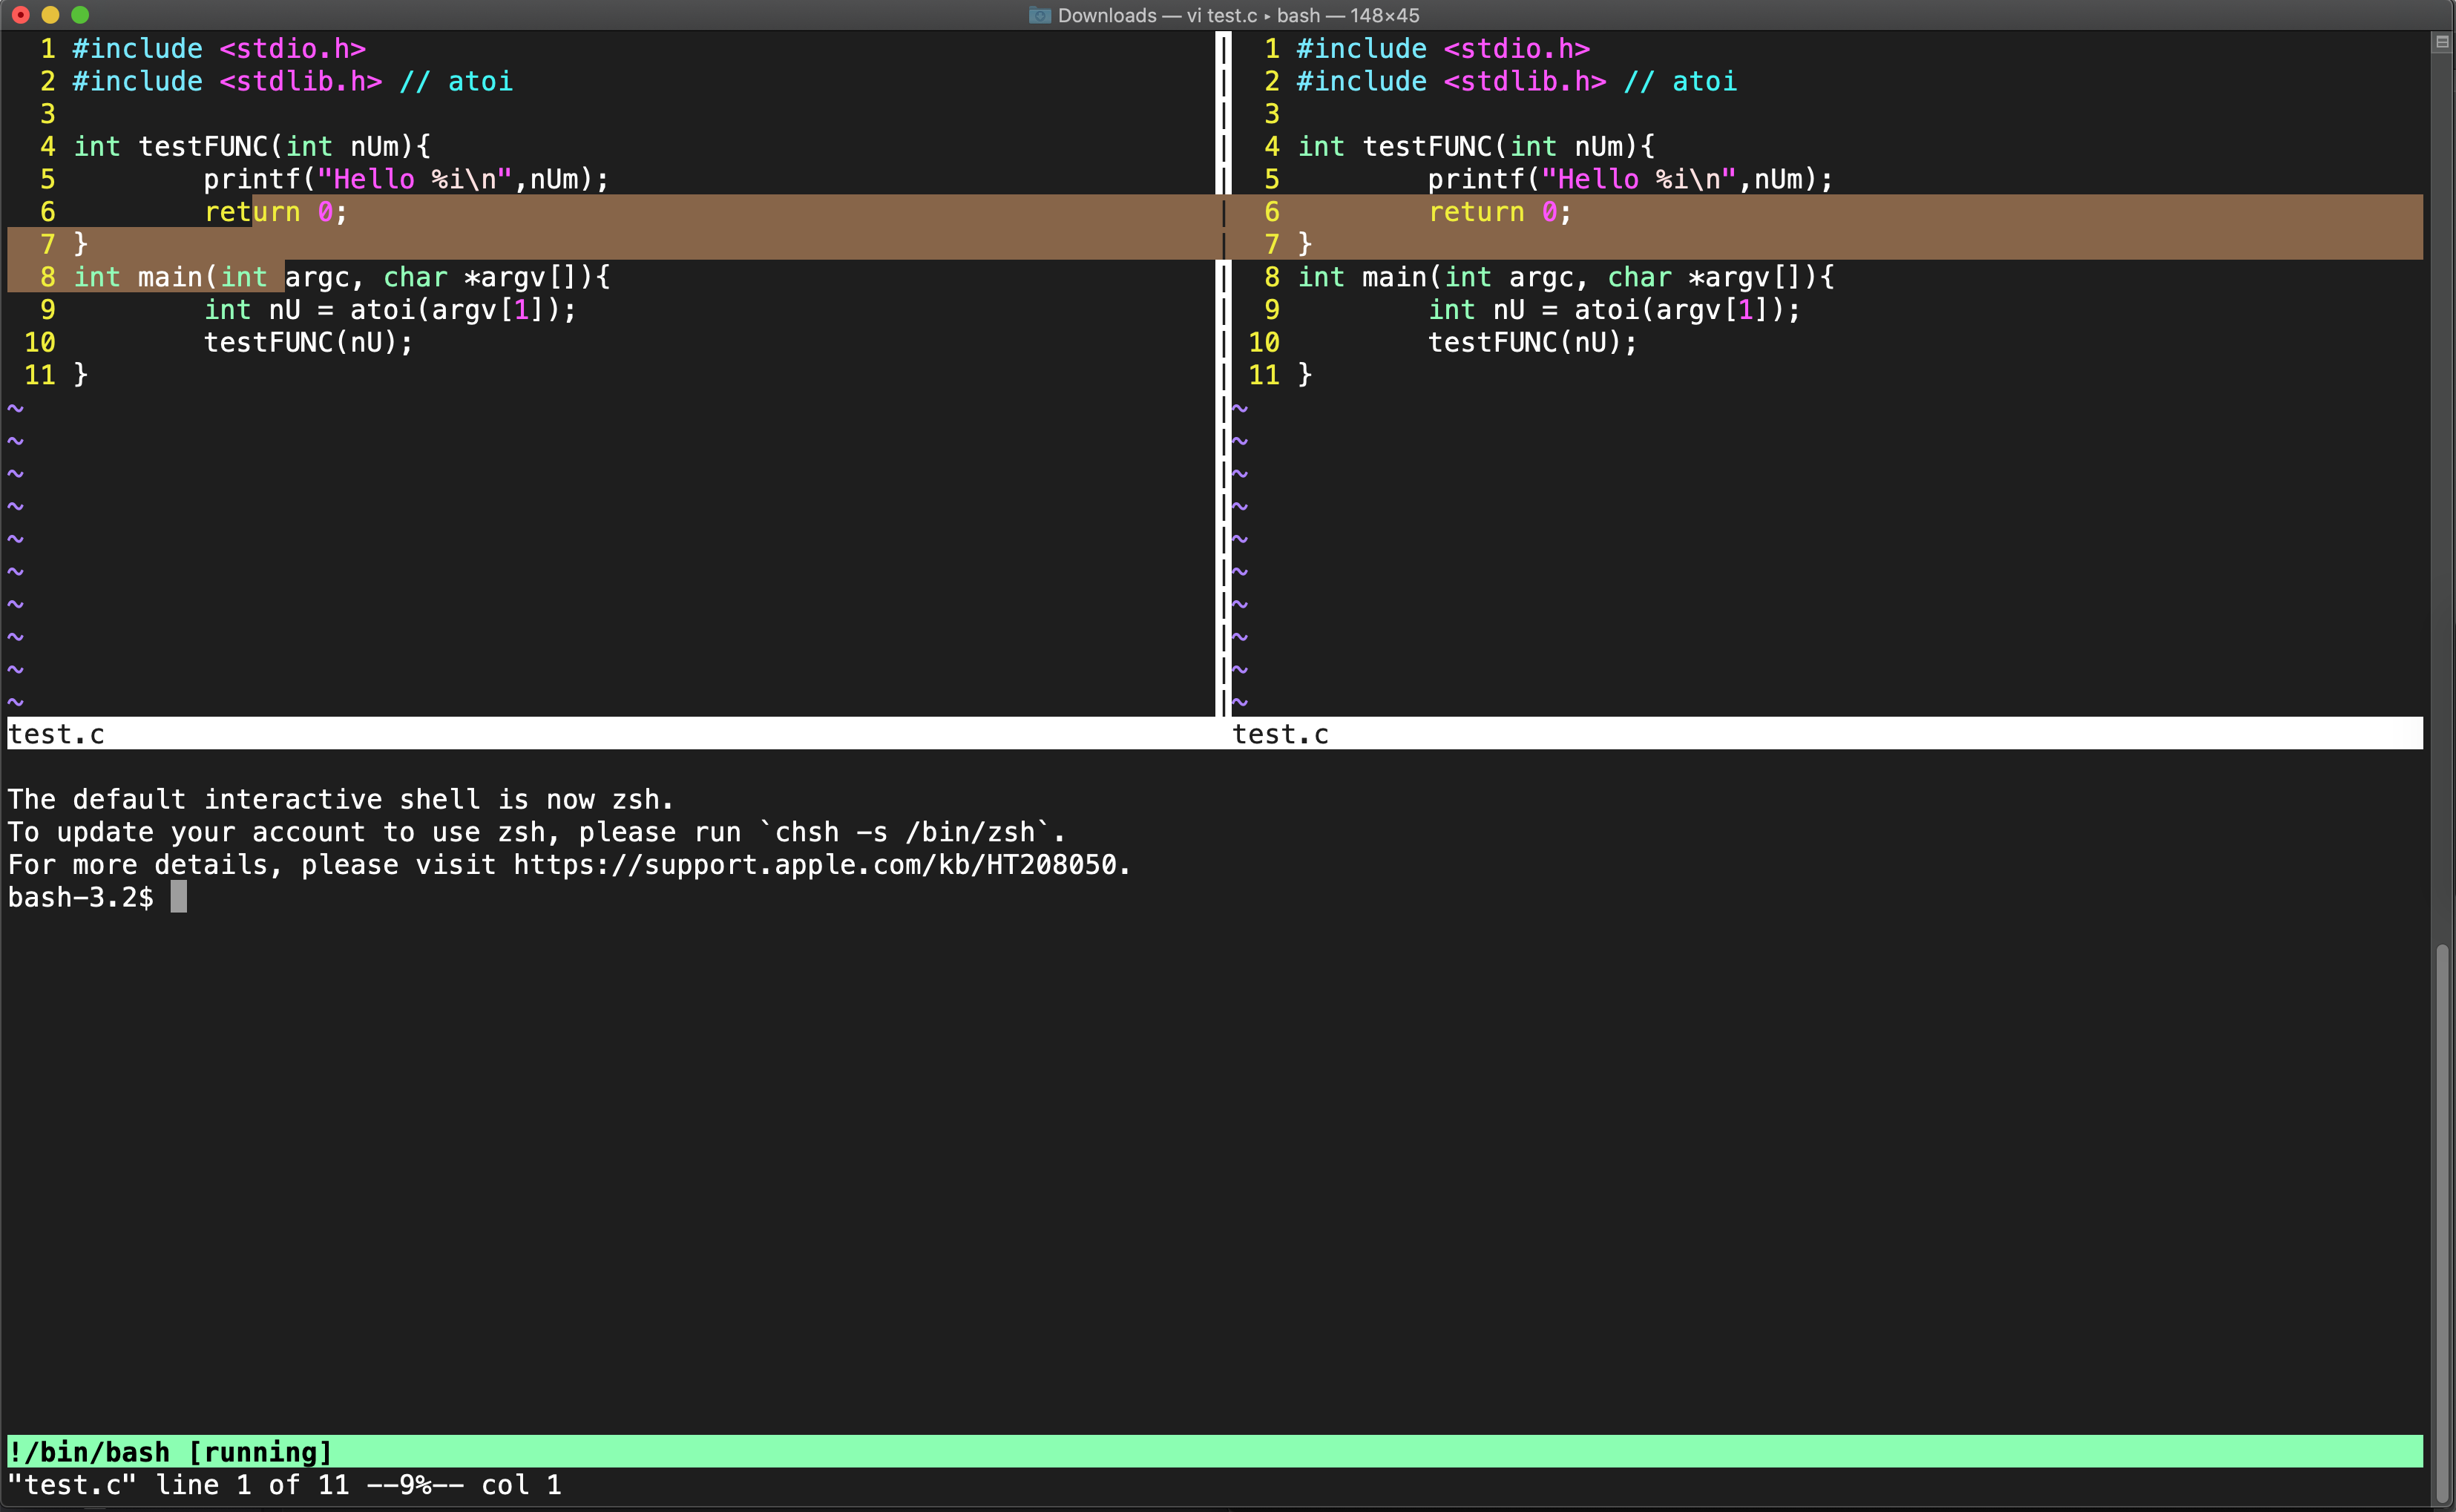 Downloads — vi test.c ▸ bash — 148×45
1 #include <stdio.h>
2 #include <stdlib.h> // atoi
3
4 int testFUNC(int nUm){
5         printf("Hello %i\n",nUm);
6         return 0;
7 }
8 int main(int argc, char *argv[]){
9         int nU = atoi(argv[1]);
10         testFUNC(nU);
11 }
~
~
~
~
~
~
~
~
~
~
test.c
1 #include <stdio.h>
2 #include <stdlib.h> // atoi
3
4 int testFUNC(int nUm){
5         printf("Hello %i\n",nUm);
6         return 0;
7 }
8 int main(int argc, char *argv[]){
9         int nU = atoi(argv[1]);
10         testFUNC(nU);
11 }
~
~
~
~
~
~
~
~
~
~
test.c
The default interactive shell is now zsh.
To update your account to use zsh, please run `chsh -s /bin/zsh`.
For more details, please visit https://support.apple.com/kb/HT208050.
bash-3.2$
!/bin/bash [running]
"test.c" line 1 of 11 --9%-- col 1